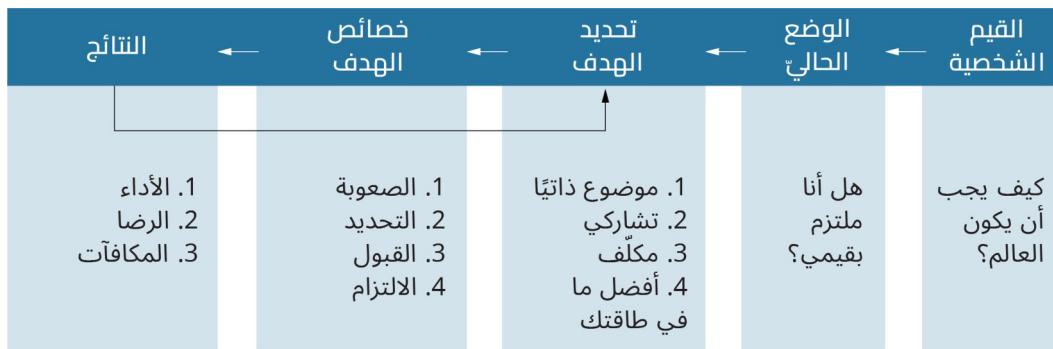 القيم
الشخصية
الوضع
الحاليّ
تحديد
الهدف
خصائص
الهدف
النتائج
كيف يجب
أن يكون
العالم؟
هل أنا
ملتزم
بقيمي؟
1. موضوع ذاتيًا
2. تشاركي
3. مكلّف
4. أفضل ما
في طاقتك
1. الصعوبة
2. التحديد
3. القبول
4. الالتزام
1. الأداء
2. الرضا
3. المكافآت